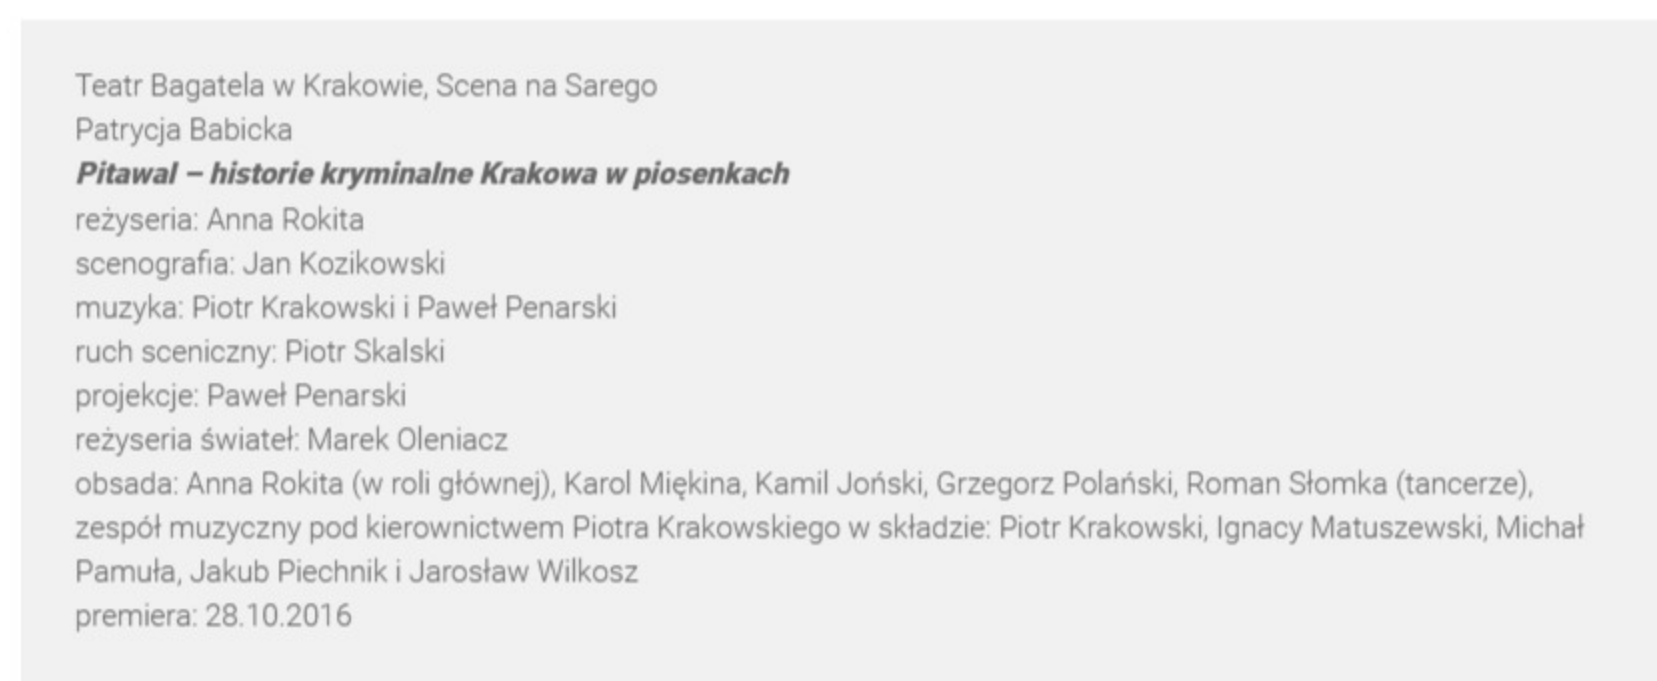 Teatr Bagatela w Krakowie, Scena na Sarego
Patrycja Babicka
Pitawal – historie kryminalne Krakowa w piosenkach
reżyseria: Anna Rokita
scenografia: Jan Kozikowski
muzyka: Piotr Krakowski i Paweł Penarski
ruch sceniczny: Piotr Skalski
projekcje: Paweł Penarski
reżyseria świateł: Marek Oleniacz
obsada: Anna Rokita (w roli głównej), Karol Miękina, Kamil Joński, Grzegorz Polański, Roman Słomka (tancerze),
zespół muzyczny pod kierownictwem Piotra Krakowskiego w składzie: Piotr Krakowski, Ignacy Matuszewski, Michał
Pamuła, Jakub Piechnik i Jarosław Wilkosz
premiera: 28.10.2016